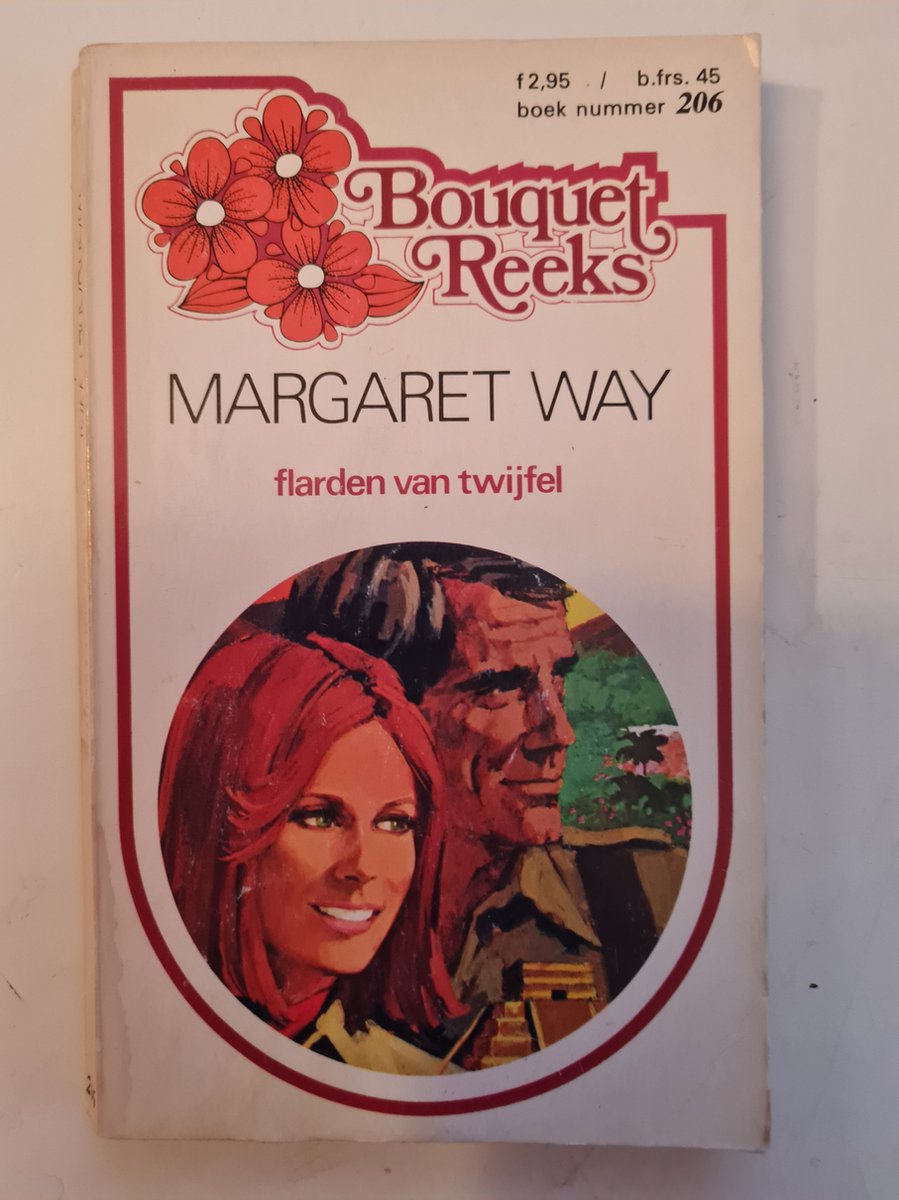 f 2,95 . / b.frs. 45
boek nummer 206
Bouquet
Reeks
MARGARET WAY
flarden van twijfel